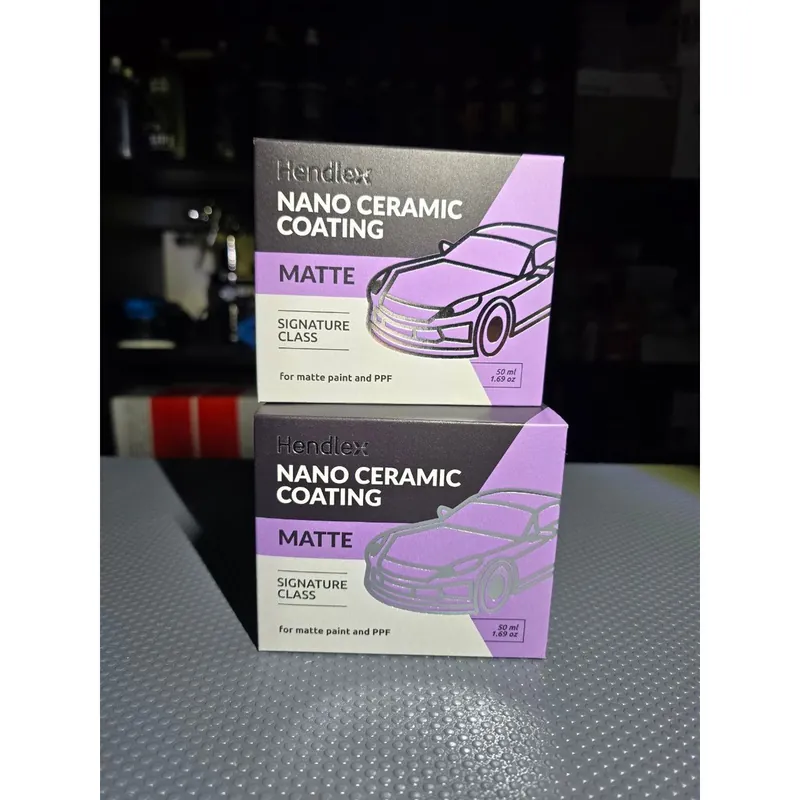 Hendlex
NANO CERAMIC
COATING
MATTE
SIGNATURE
CLASS
for matte paint and PPF
50 ml
1.69 oz
Hendlex
NANO CERAMIC
COATING
MATTE
SIGNATURE
CLASS
for matte paint and PPF
50 ml
1.69 oz